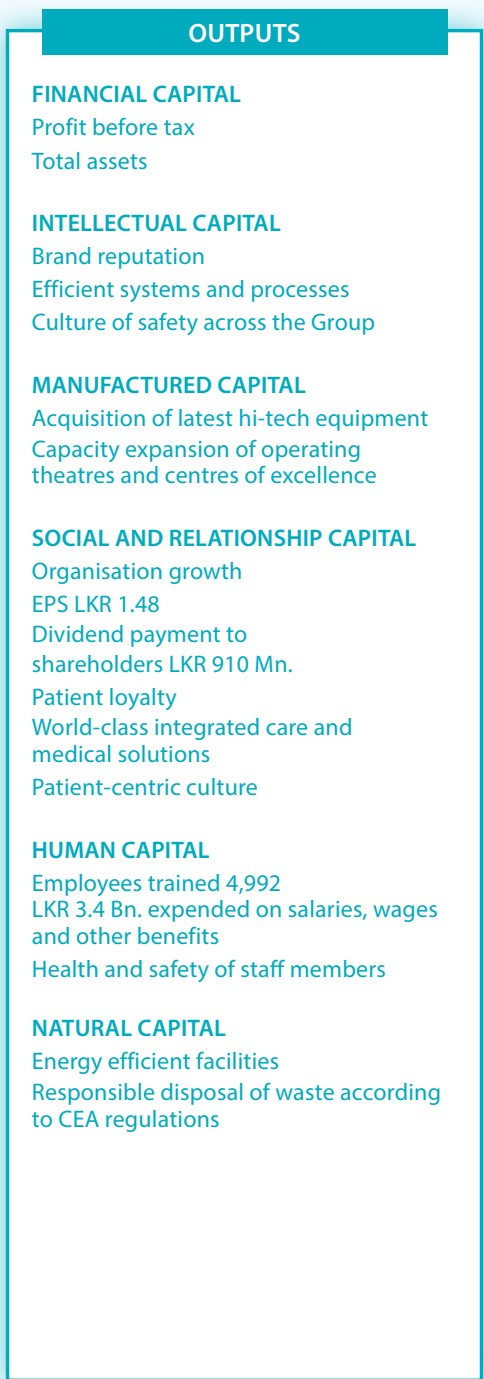 OUTPUTS
FINANCIAL CAPITAL
Profit before tax
Total assets
INTELLECTUAL CAPITAL
Brand reputation
Efficient systems and processes
Culture of safety across the Group
MANUFACTURED CAPITAL
Acquisition of latest hi-tech equipment
Capacity expansion of operating
theatres and centres of excellence
SOCIAL AND RELATIONSHIP CAPITAL
Organisation growth
EPS LKR 1.48
Dividend payment to
shareholders LKR 910 Mn.
Patient loyalty
World-class integrated care and
medical solutions
Patient-centric culture
HUMAN CAPITAL
Employees trained 4,992
LKR 3.4 Bn. expended on salaries, wages
and other benefits
Health and safety of staff members
NATURAL CAPITAL
Energy efficient facilities
Responsible disposal of waste according
to CEA regulations